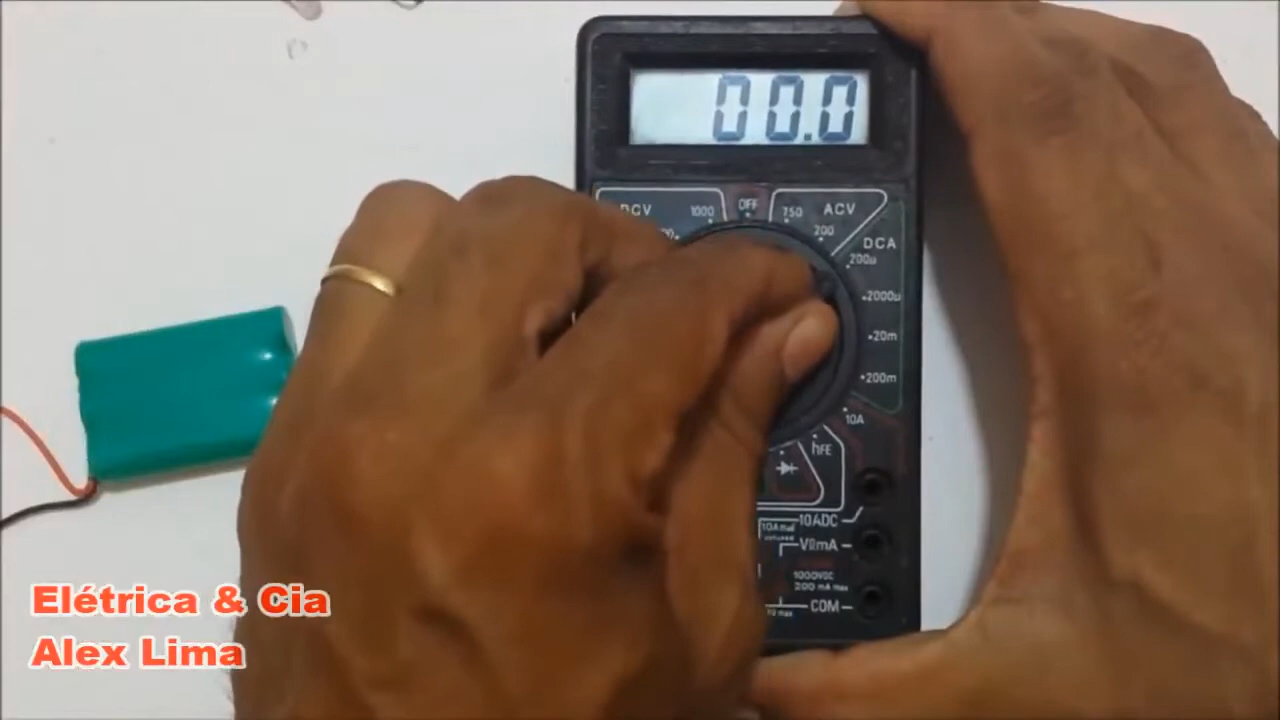 00.0
DCV 1000 OFF 750 ACV
200
DCA
200µ
2000µ
20m
200m
10A
hFE
10ADC
VΩmA
1000VDC
200 mA max
COM
Elétrica & Cia
Alex Lima